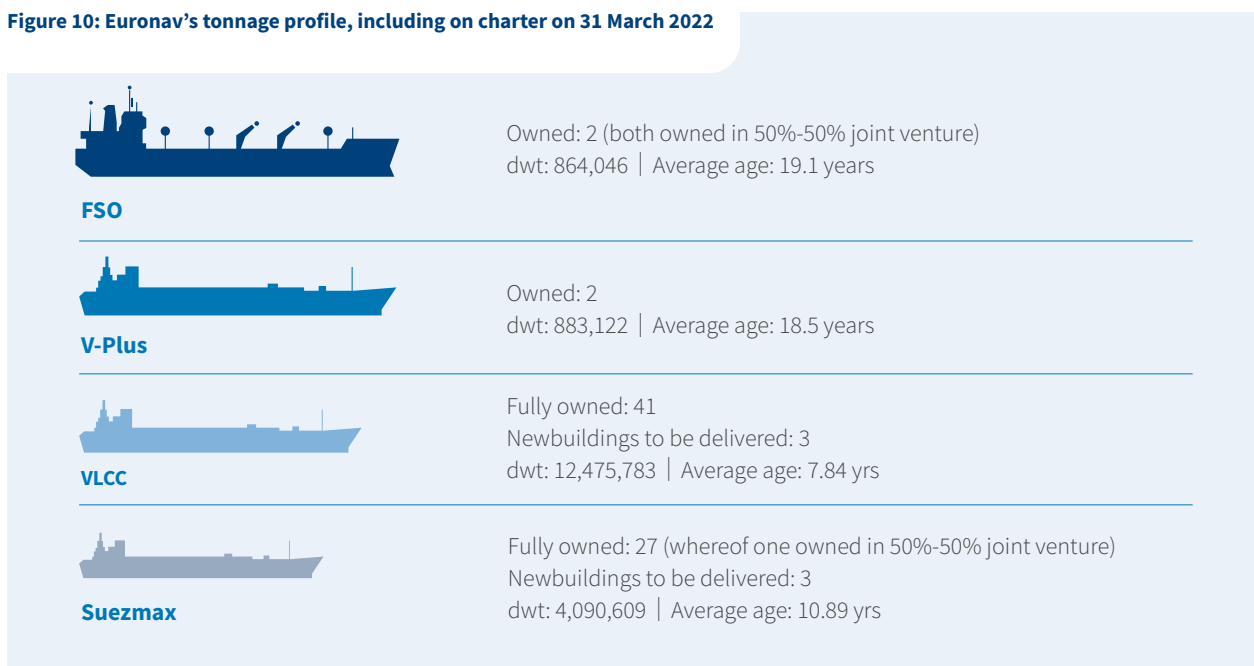 Figure 10: Euronav’s tonnage profile, including on charter on 31 March 2022
Owned: 2 (both owned in 50%-50% joint venture)
dwt: 864,046 | Average age: 19.1 years
FSO
Owned: 2
dwt: 883,122 | Average age: 18.5 years
V-Plus
Fully owned: 41
Newbuildings to be delivered: 3
dwt: 12,475,783 | Average age: 7.84 yrs
VLCC
Fully owned: 27 (whereof one owned in 50%-50% joint venture)
Newbuildings to be delivered: 3
dwt: 4,090,609 | Average age: 10.89 yrs
Suezmax